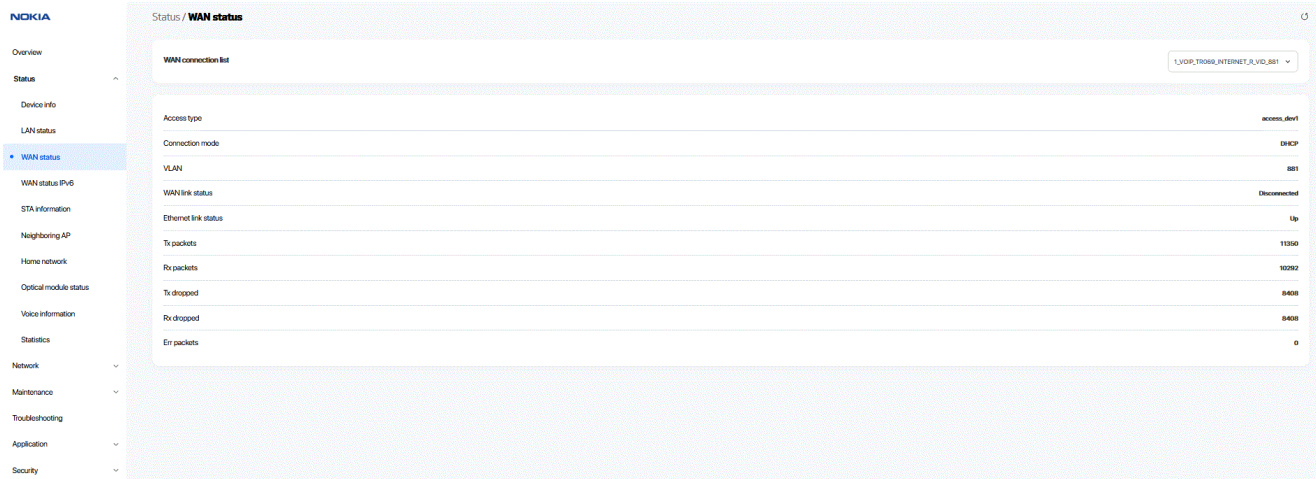 NOKIA
Overview
Status
Device info
LAN status
WAN status
WAN status IPv6
STA information
Neighboring AP
Home network
Optical module status
Voice information
Statistics
Network
Maintenance
Troubleshooting
Application
Security
Status / WAN status
WAN connection list 1_VOIP_TR069_INTERNET_R_VID_881
Access type access_dev1
Connection mode DHCP
VLAN 881
WAN link status Disconnected
Ethernet link status Up
Tx packets 11350
Rx packets 10292
Tx dropped 8408
Rx dropped 8408
Err packets 0